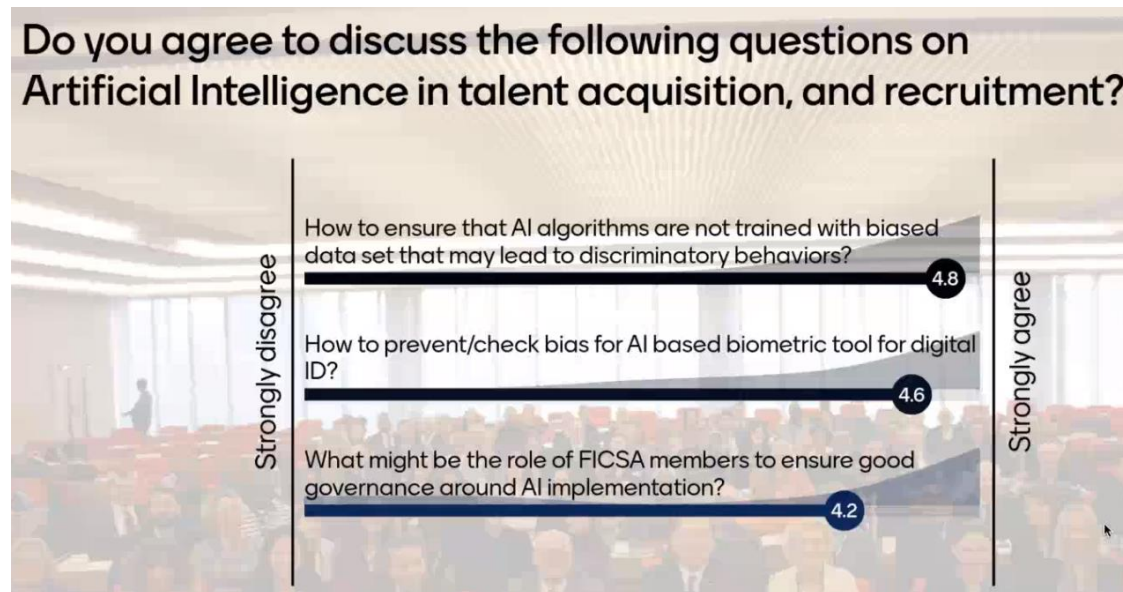 Do you agree to discuss the following questions on
Artificial Intelligence in talent acquisition, and recruitment?
Strongly disagree
How to ensure that AI algorithms are not trained with biased
data set that may lead to discriminatory behaviors?
4.8
How to prevent/check bias for AI based biometric tool for digital
ID?
4.6
What might be the role of FICSA members to ensure good
governance around AI implementation?
4.2
Strongly agree